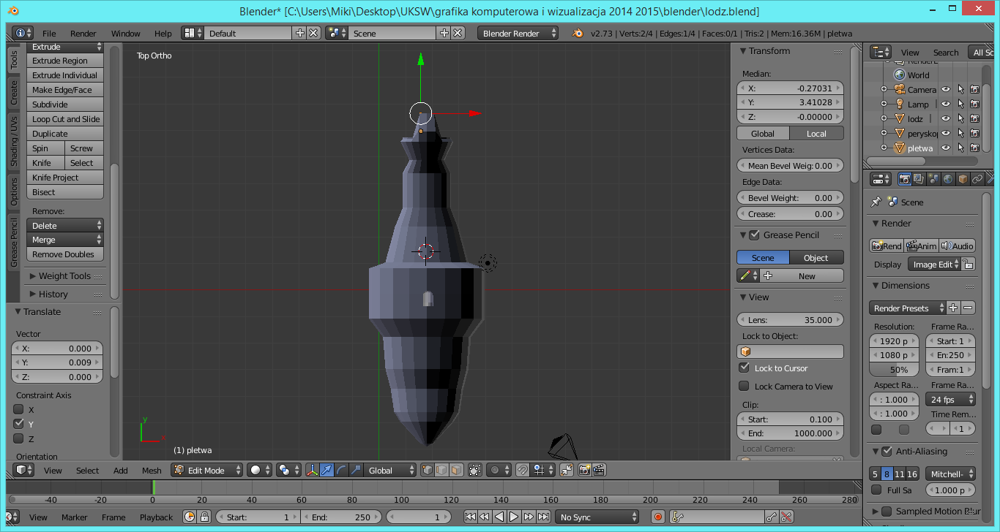 Blender* [C:\Users\Miki\Desktop\UKSW\grafika komputerowa i wizualizacja 2014 2015\blender\lodz.blend]
File Render Window Help Default Scene Blender Render v2.73 | Verts:2/4 | Edges:1/4 | Faces:0/1 | Tris:2 | Mem:16.36M | pletwa
Tools
Create
Shading / UVs
Options
Grease Pencil
Extrude
Extrude Region
Extrude Individual
Make Edge/Face
Subdivide
Loop Cut and Slide
Duplicate
Spin Screw
Knife Select
Knife Project
Bisect
Remove:
Delete
Merge
Remove Doubles
Weight Tools
History
Translate
Vector
X: 0.000
Y: 0.009
Z: 0.000
Constraint Axis
X
Y
Z
Orientation
Top Ortho
y
x
(1) pletwa
Transform
Median:
X: -0.27031
Y: 3.41028
Z: -0.00000
Global Local
Vertices Data:
Mean Bevel Weig: 0.00
Edge Data:
Bevel Weight: 0.00
Crease: 0.00
Grease Pencil
Scene Object
New
View
Lens: 35.000
Lock to Object:
Lock to Cursor
Lock Camera to View
Clip:
Start: 0.100
End: 1000.000
Local Camera:
View Search All Sc
World
Camera
Lamp
lodz
perysko
pletwa
Scene
Render
Rend Anim Audio
Display Image Edit
Dimensions
Render Presets
Resolution: Frame Ra...
1920 p Start: 1
1080 p En:250
50% Fram:1
Aspect Ra... Frame Ra...
: 1.000 24 fps
: 1.000 Time Rem...
1
Anti-Aliasing
5 8 11 16 Mitchell-
Full Sa 1.000 p
Sampled Motion Blur
View Select Add Mesh Edit Mode Global
-40 -20 0 20 40 60 80 100 120 140 160 180 200 220 240 260 280
View Marker Frame Playback Start: 1 End: 250 1 No Sync